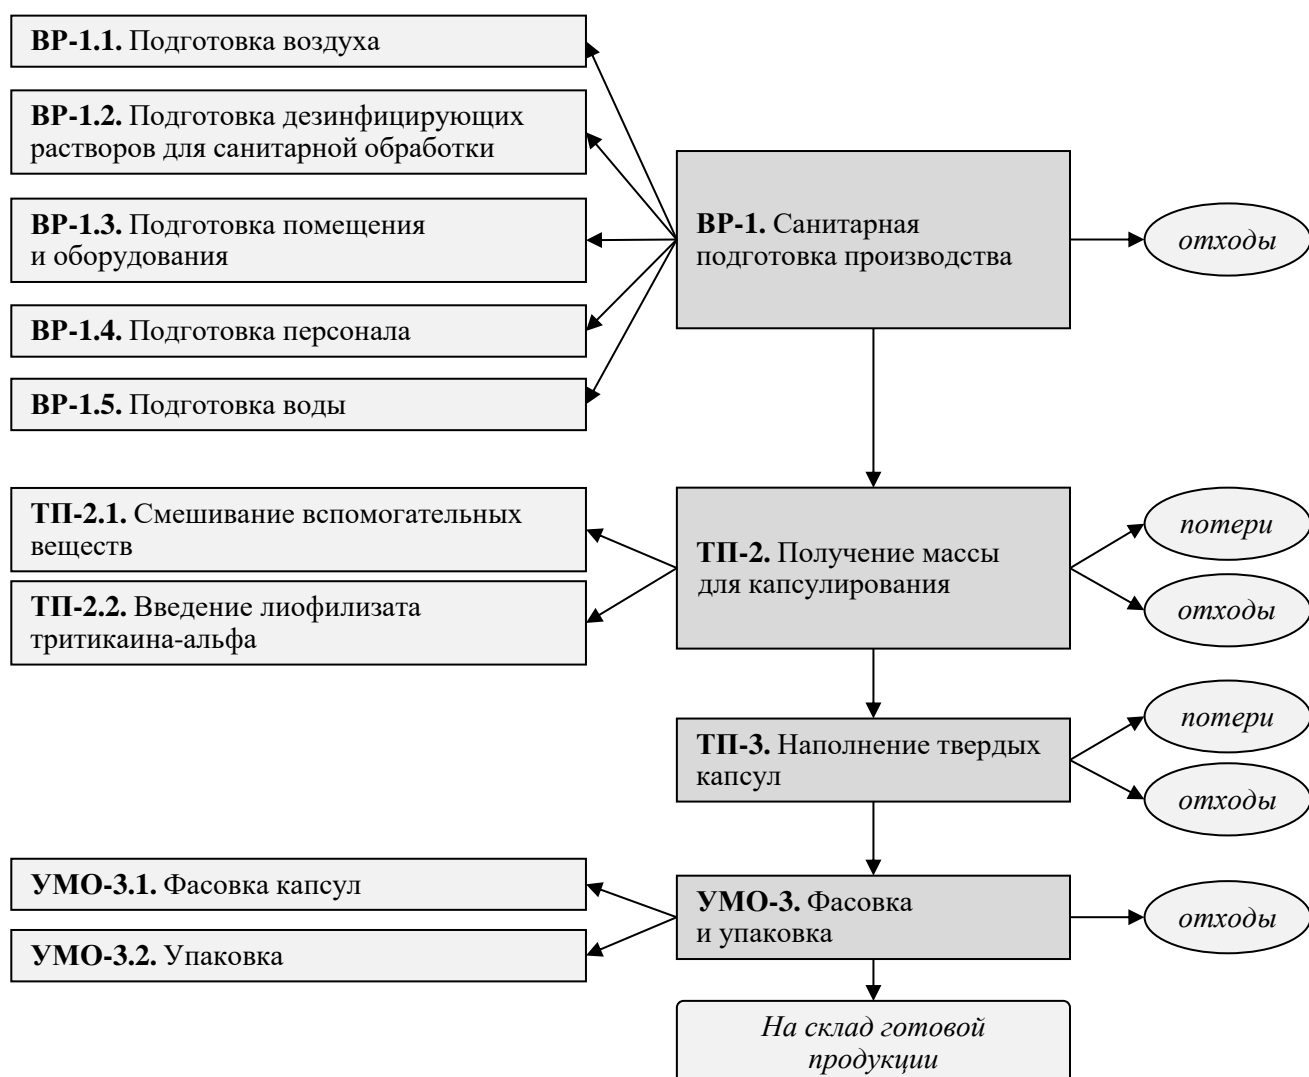 ВР-1.1. Подготовка воздуха
ВР-1.2. Подготовка дезинфицирующих
растворов для санитарной обработки
ВР-1.3. Подготовка помещения
и оборудования
ВР-1.4. Подготовка персонала
ВР-1.5. Подготовка воды
ВР-1. Санитарная
подготовка производства
отходы
ТП-2.1. Смешивание вспомогательных
веществ
ТП-2.2. Введение лиофилизата
тритикаина-альфа
ТП-2. Получение массы
для капсулирования
потери
отходы
ТП-3. Наполнение твердых
капсул
потери
отходы
УМО-3.1. Фасовка капсул
УМО-3.2. Упаковка
УМО-3. Фасовка
и упаковка
отходы
На склад готовой
продукции